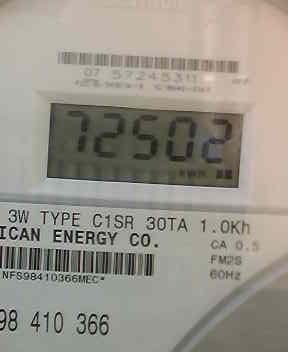 07 57245311
72502
KWH
3W TYPE C1SR 30TA 1.0Kh
ICAN ENERGY CO.
CA 0.5
FM2S
60Hz
NFS98410366MEC*
98 410 366